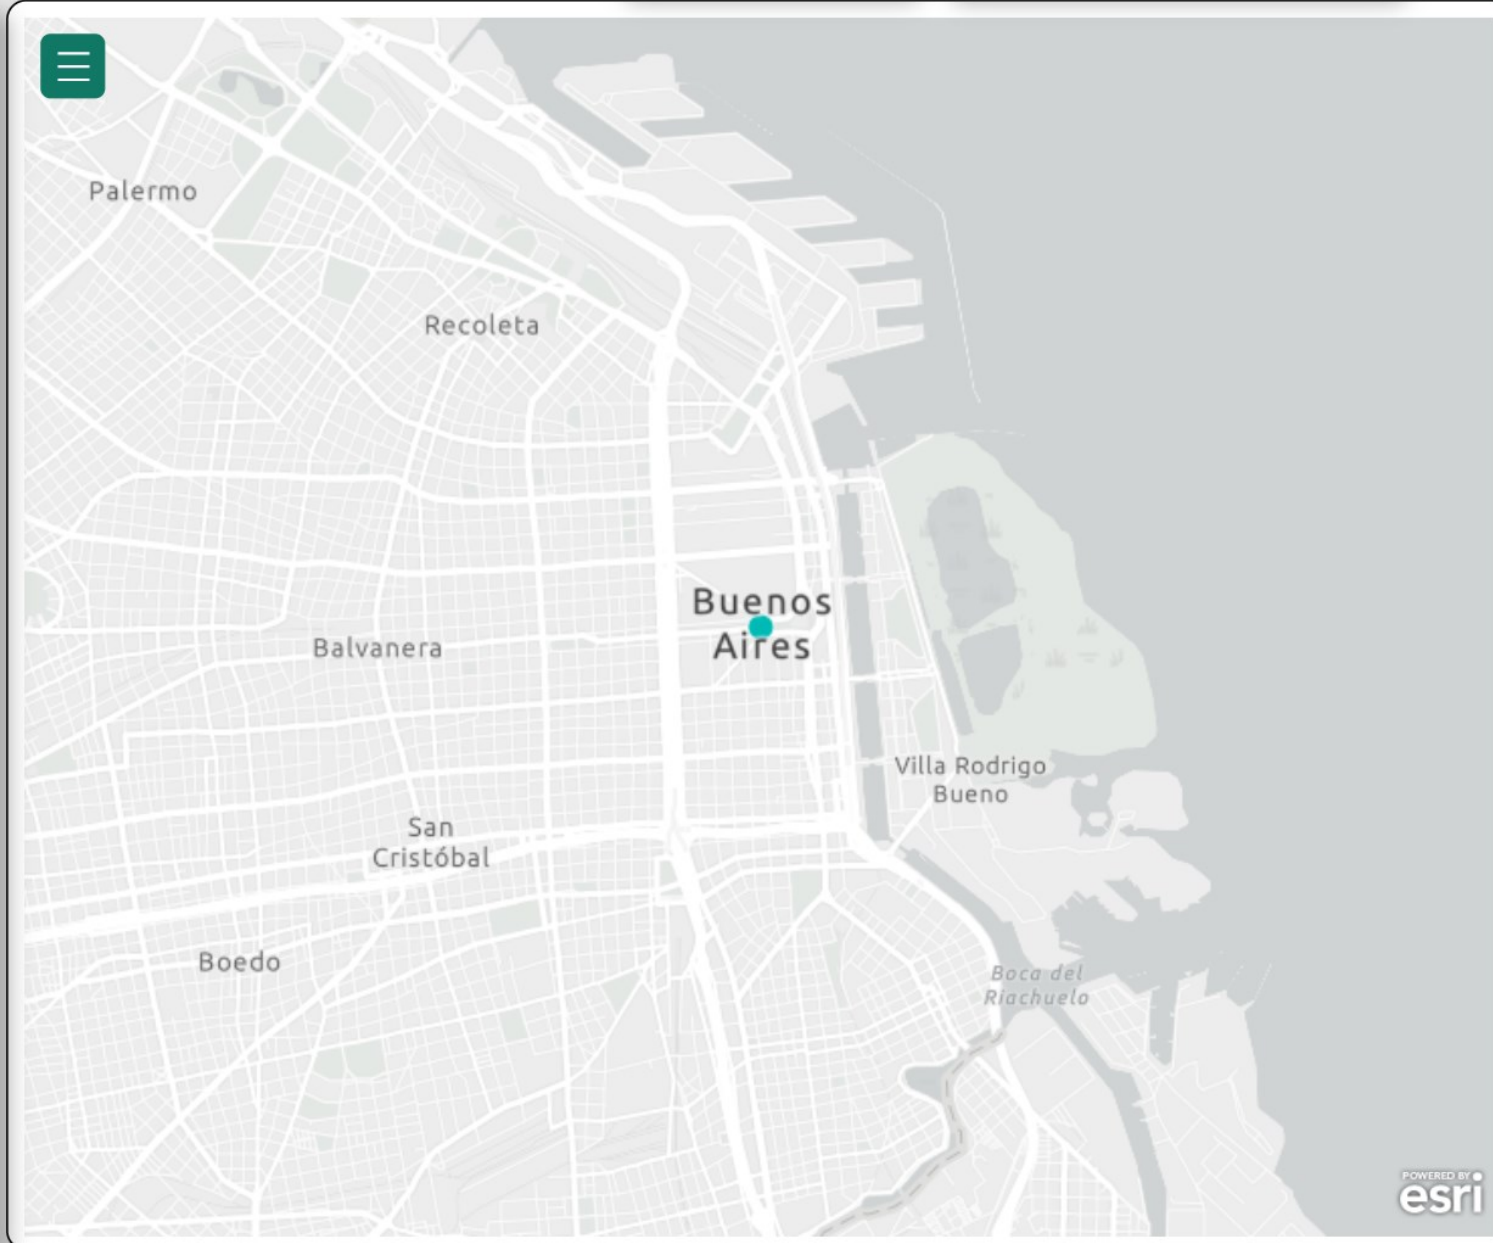 Palermo
Recoleta
Buenos
Aires
Balvanera
Villa Rodrigo
Bueno
San
Cristóbal
Boedo
Boca del
Riachuelo
POWERED BY
esri